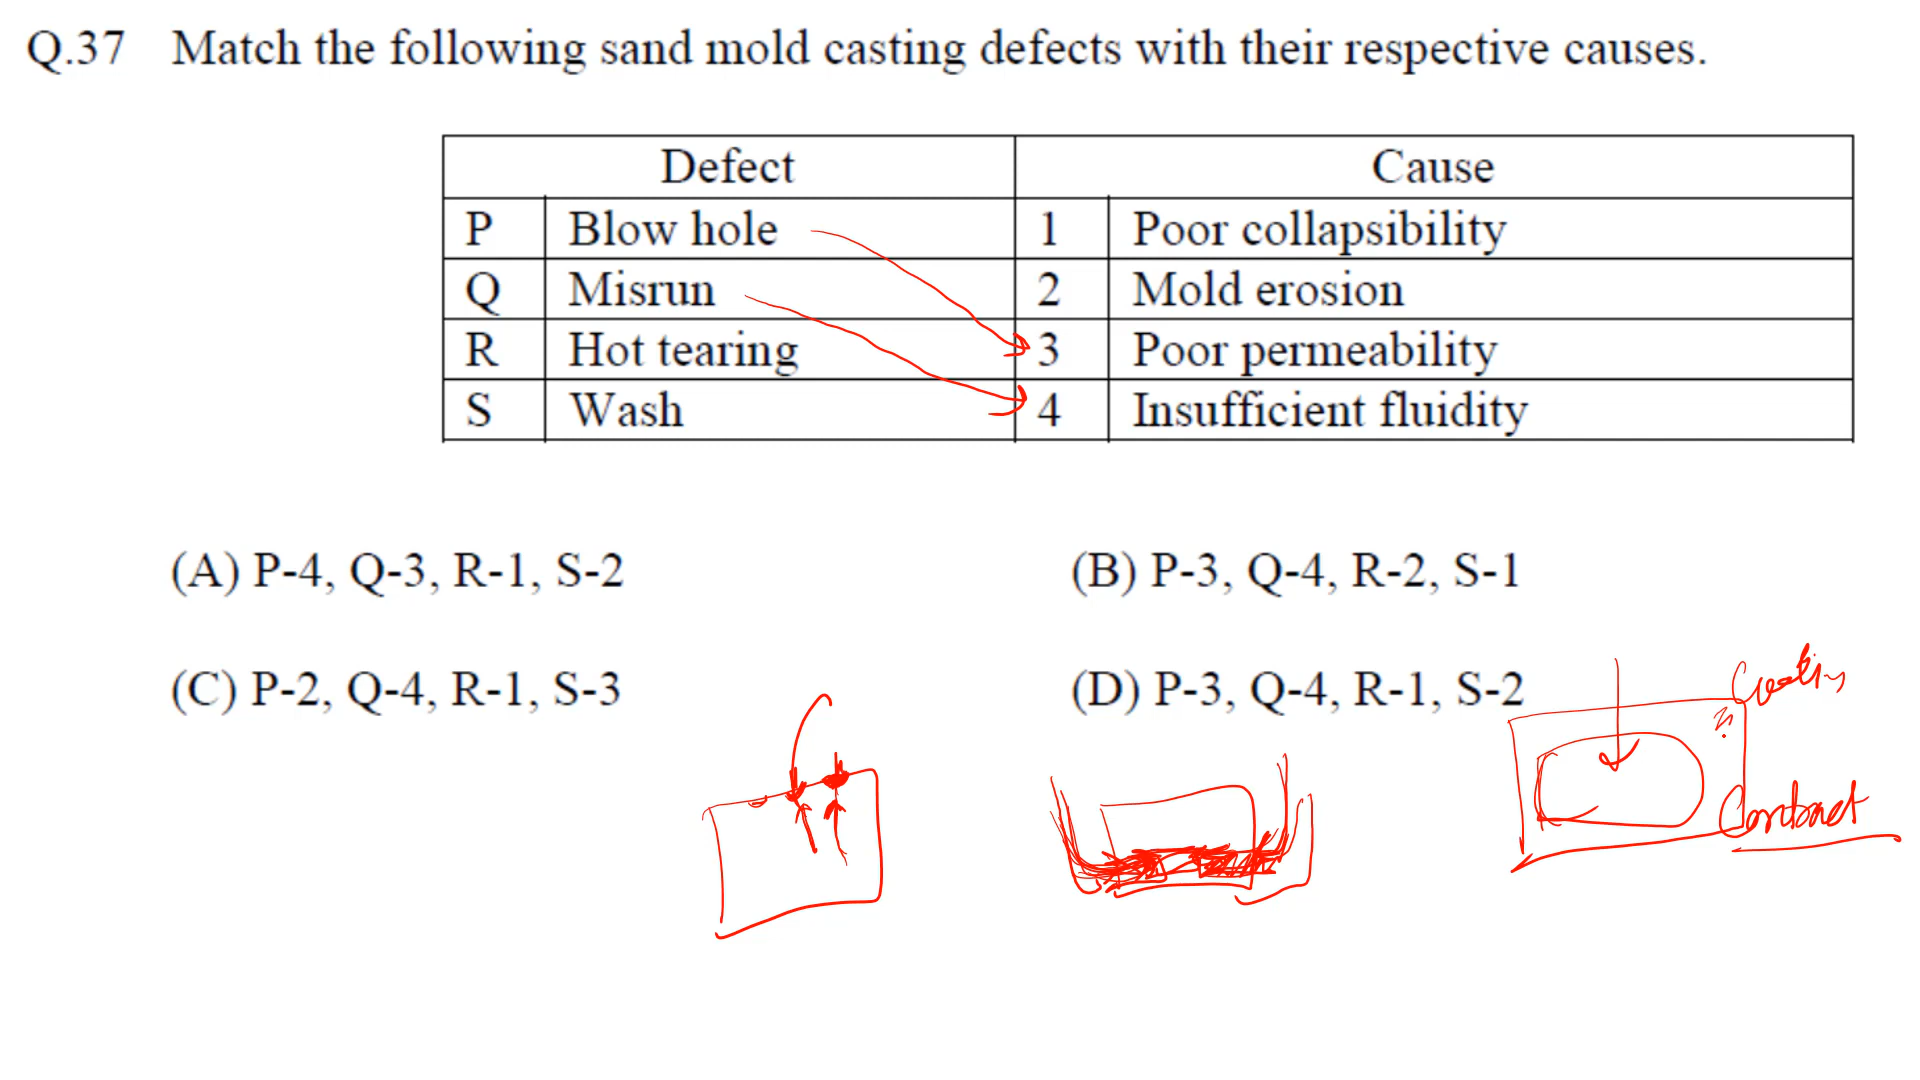 Q.37 Match the following sand mold casting defects with their respective causes.
Defect Cause
P Blow hole 1 Poor collapsibility
Q Misrun 2 Mold erosion
R Hot tearing 3 Poor permeability
S Wash 4 Insufficient fluidity
(A) P-4, Q-3, R-1, S-2 (B) P-3, Q-4, R-2, S-1
(C) P-2, Q-4, R-1, S-3 (D) P-3, Q-4, R-1, S-2